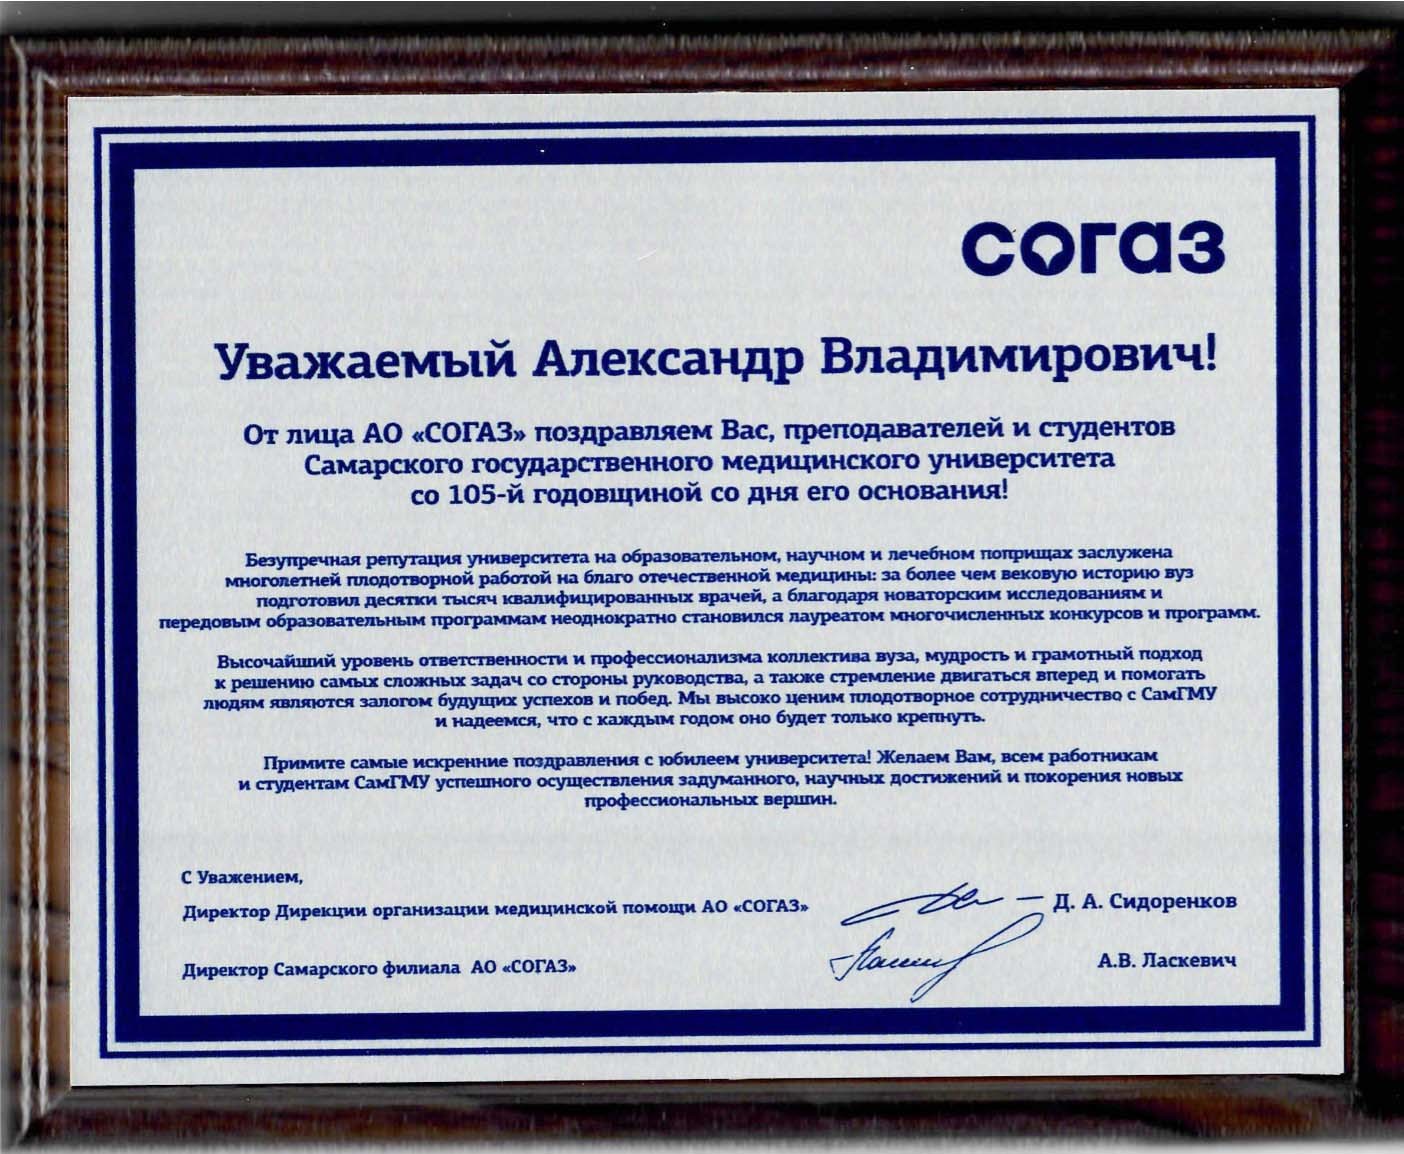 согаз
Уважаемый Александр Владимирович!
От лица АО «СОГАЗ» поздравляем Вас, преподавателей и студентов
Самарского государственного медицинского университета
со 105-й годовщиной со дня его основания!
Безупречная репутация университета на образовательном, научном и лечебном поприщах заслужена
многолетней плодотворной работой на благо отечественной медицины: за более чем вековую историю вуз
подготовил десятки тысяч квалифицированных врачей, а благодаря новаторским исследованиям и
передовым образовательным программам неоднократно становился лауреатом многочисленных конкурсов и программ.
Высочайший уровень ответственности и профессионализма коллектива вуза, мудрость и грамотный подход
к решению самых сложных задач со стороны руководства, а также стремление двигаться вперед и помогать
людям являются залогом будущих успехов и побед. Мы высоко ценим плодотворное сотрудничество с СамГМУ
и надеемся, что с каждым годом оно будет только крепнуть.
Примите самые искренние поздравления с юбилеем университета! Желаем Вам, всем работникам
и студентам СамГМУ успешного осуществления задуманного, научных достижений и покорения новых
профессиональных вершин.
С Уважением,
Директор Дирекции организации медицинской помощи АО «СОГАЗ» Д. А. Сидоренков
Директор Самарского филиала АО «СОГАЗ» А.В. Ласкевич